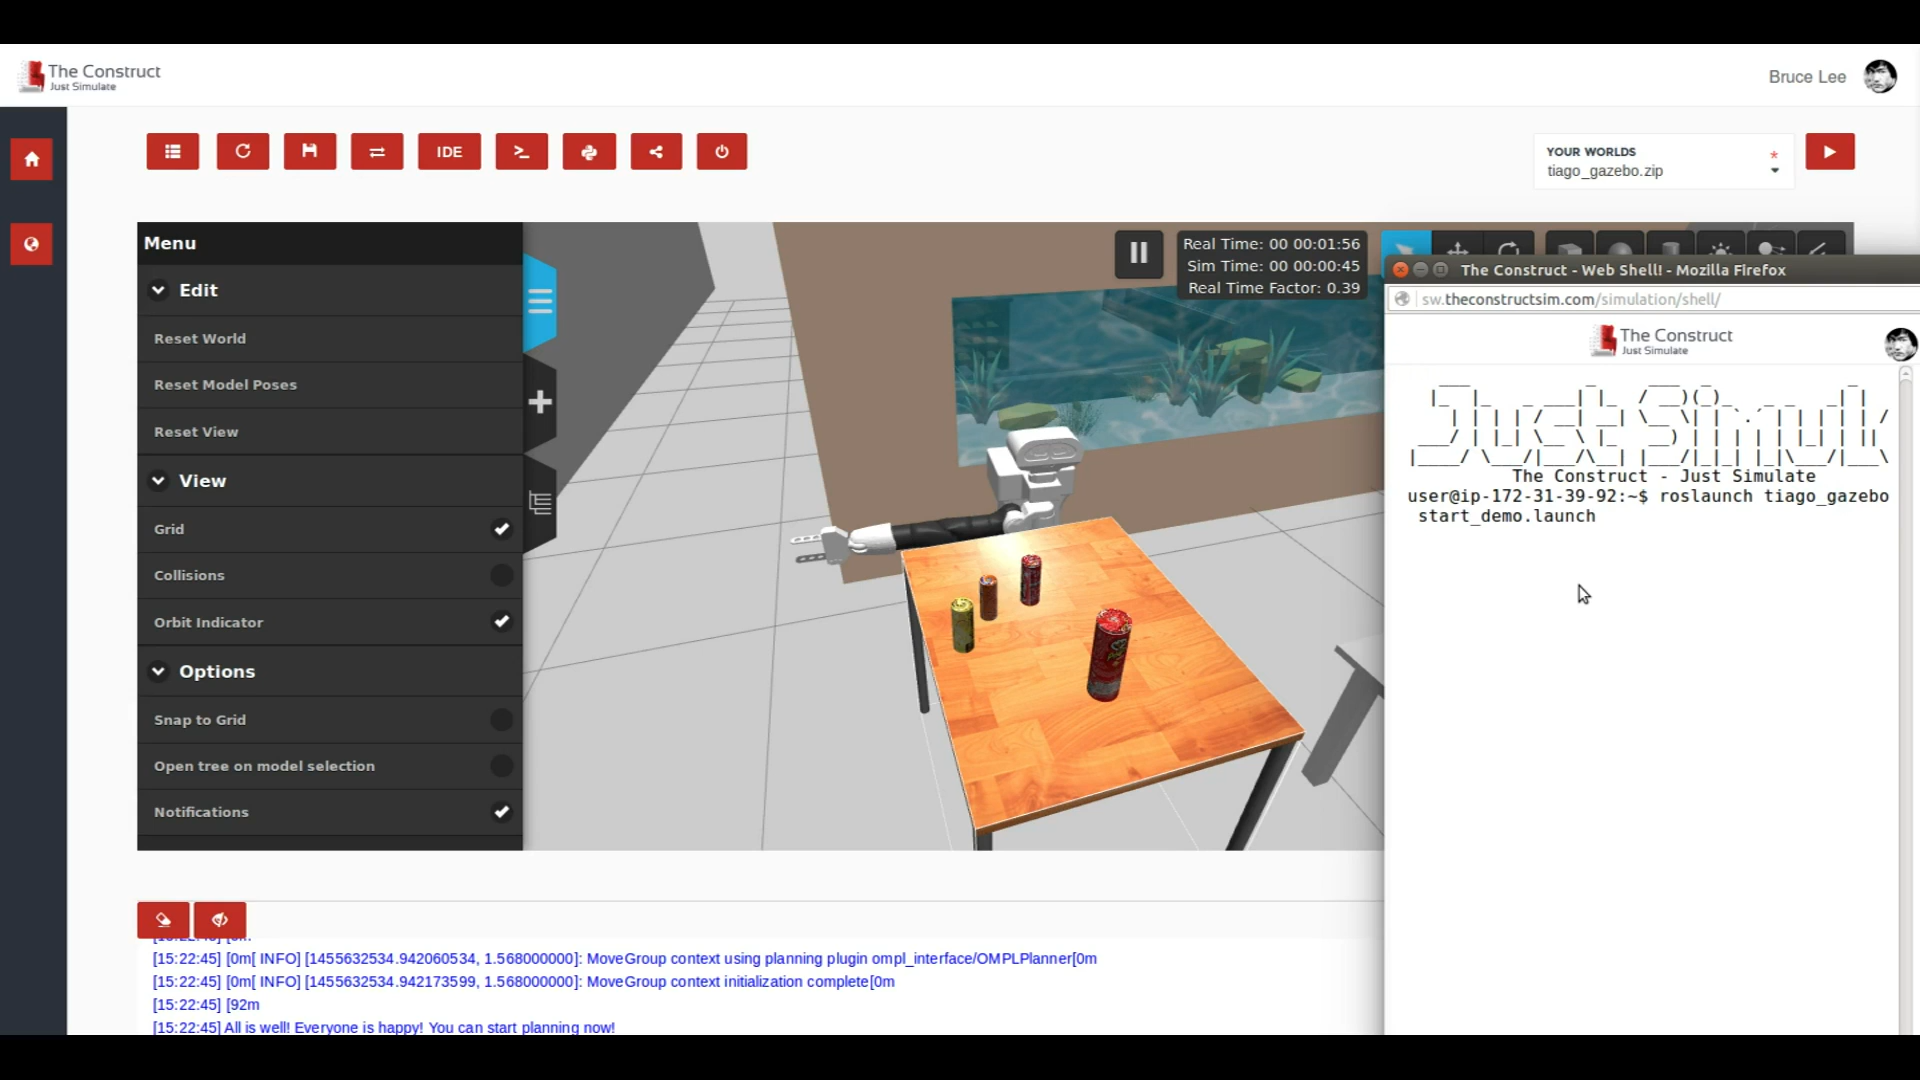 The Construct
Just Simulate
Bruce Lee
IDE
YOUR WORLDS *
tiago_gazebo.zip
Menu
Edit
Reset World
Reset Model Poses
Reset View
View
Grid
Collisions
Orbit Indicator
Options
Snap to Grid
Open tree on model selection
Notifications
Real Time: 00 00:01:56
Sim Time: 00 00:00:45
Real Time Factor: 0.39
The Construct - Web Shell! - Mozilla Firefox
sw.theconstructsim.com/simulation/shell/
The Construct
Just Simulate
Just Simul
The Construct - Just Simulate
user@ip-172-31-39-92:~$ roslaunch tiago_gazebo
start_demo.launch
[15:22:45] [0m[ INFO] [1455632534.942060534, 1.568000000]: MoveGroup context using planning plugin ompl_interface/OMPLPlanner[0m
[15:22:45] [0m[ INFO] [1455632534.942173599, 1.568000000]: MoveGroup context initialization complete[0m
[15:22:45] [92m
[15:22:45] All is well! Everyone is happy! You can start planning now!